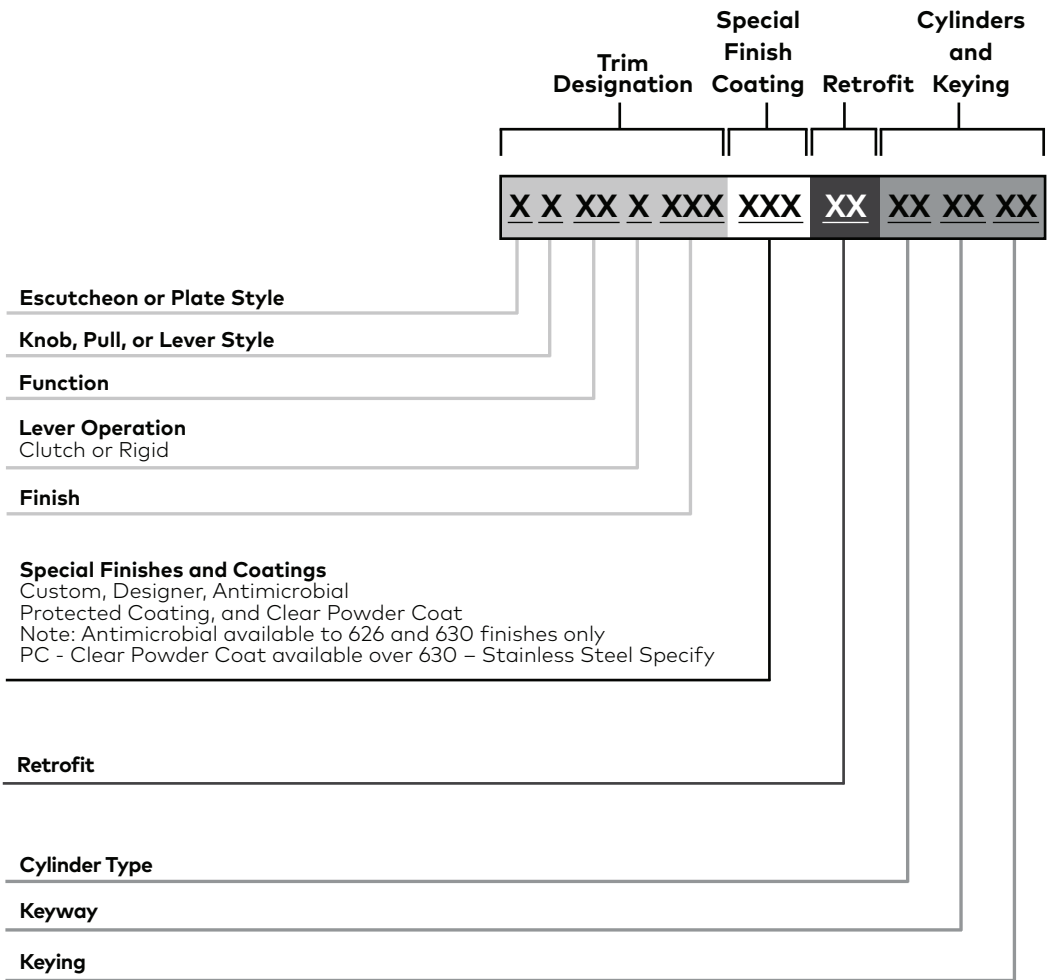 Special
Finish
Coating
Cylinders
and
Keying
Trim
Designation
Retrofit
X X XX X XXX XXX XX XX XX XX
Escutcheon or Plate Style
Knob, Pull, or Lever Style
Function
Lever Operation
Clutch or Rigid
Finish
Special Finishes and Coatings
Custom, Designer, Antimicrobial
Protected Coating, and Clear Powder Coat
Note: Antimicrobial available to 626 and 630 finishes only
PC - Clear Powder Coat available over 630 – Stainless Steel Specify
Retrofit
Cylinder Type
Keyway
Keying